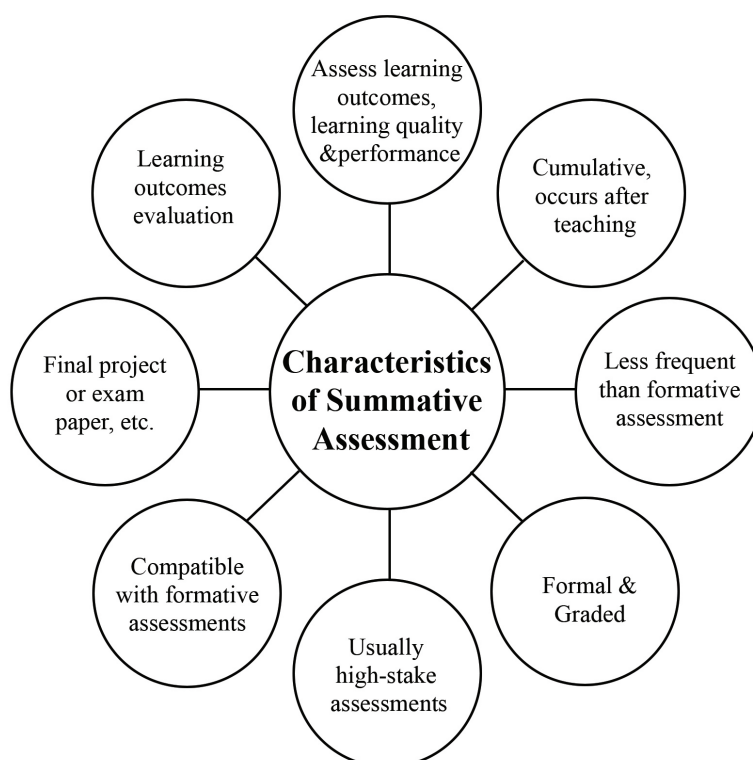 Assess learning
outcomes,
learning quality
&performance
Cumulative,
occurs after
teaching
Less frequent
than formative
assessment
Formal &
Graded
Usually
high-stake
assessments
Compatible
with formative
assessments
Final project
or exam
paper, etc.
Learning
outcomes
evaluation
Characteristics
of Summative
Assessment